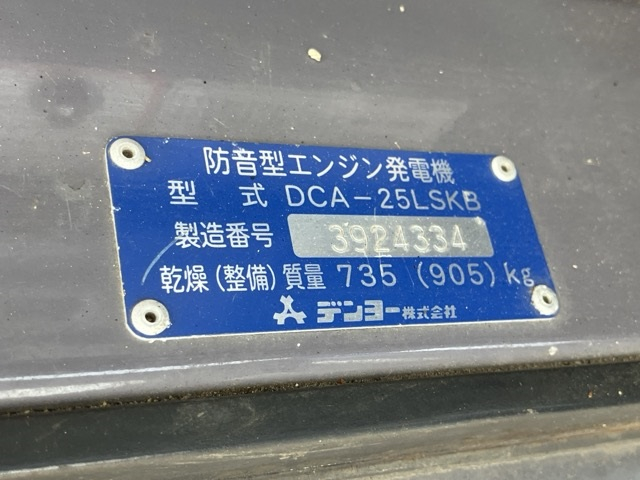 防音型エンジン発電機
型式 DCA-25LSKB
製造番号 3924334
乾燥(整備)質量 735 (905) kg
デンヨー株式会社